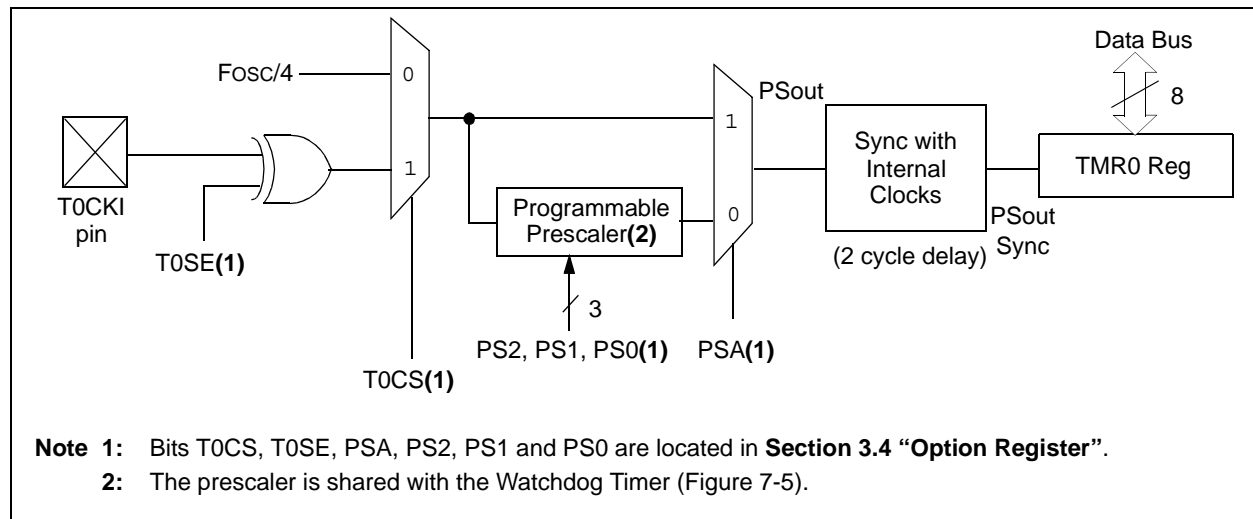 Data Bus
8
FOSC/4
0
PSout
1
Sync with
Internal
Clocks
TMR0 Reg
T0CKI
pin
1
Programmable
Prescaler(2)
0
PSout
Sync
T0SE(1)
(2 cycle delay)
3
PS2, PS1, PS0(1)
PSA(1)
T0CS(1)
Note 1: Bits T0CS, T0SE, PSA, PS2, PS1 and PS0 are located in Section 3.4 “Option Register”.
2: The prescaler is shared with the Watchdog Timer (Figure 7-5).